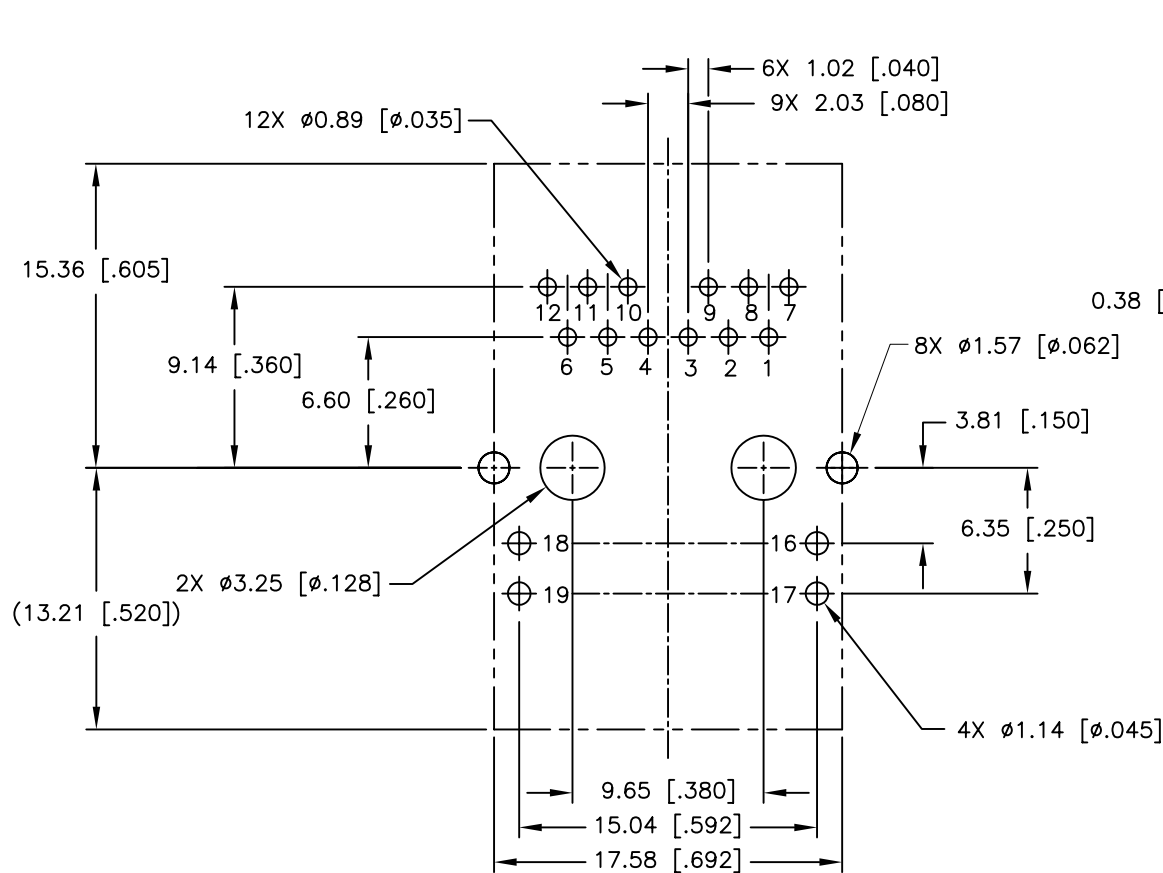 6X 1.02 [.040]
9X 2.03 [.080]
12X ø0.89 [ø.035]
15.36 [.605]
0.38 [
12 11 10 9 8 7
8X ø1.57 [ø.062]
9.14 [.360]
6 5 4 3 2 1
6.60 [.260]
3.81 [.150]
6.35 [.250]
18 16
2X ø3.25 [ø.128]
19 17
(13.21 [.520])
4X ø1.14 [ø.045]
9.65 [.380]
15.04 [.592]
17.58 [.692]